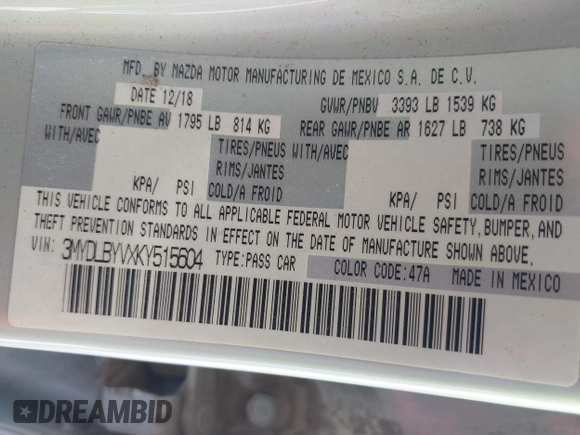 MFD. BY MAZDA MOTOR MANUFACTURING DE MEXICO S.A. DE C.V.
DATE 12/18 GVWR/PNBV 3393 LB 1539 KG
FRONT GAWR/PNBE AV 1795 LB 814 KG REAR GAWR/PNBE AR 1627 LB 738 KG
WITH/AVEC TIRES/PNEUS WITH/AVEC TIRES/PNEUS
RIMS/JANTES RIMS/JANTES
KPA/ PSI COLD/A FROID KPA/ PSI COLD/A FROID
THIS VEHICLE CONFORMS TO ALL APPLICABLE FEDERAL MOTOR VEHICLE SAFETY, BUMPER, AND
THEFT PREVENTION STANDARDS IN EFFECT ON THE DATE OF MANUFACTURE SHOWN ABOVE.
VIN: 3MYDLBYVXKY515604 TYPE:PASS CAR COLOR CODE:47A MADE IN MEXICO
DREAMBID